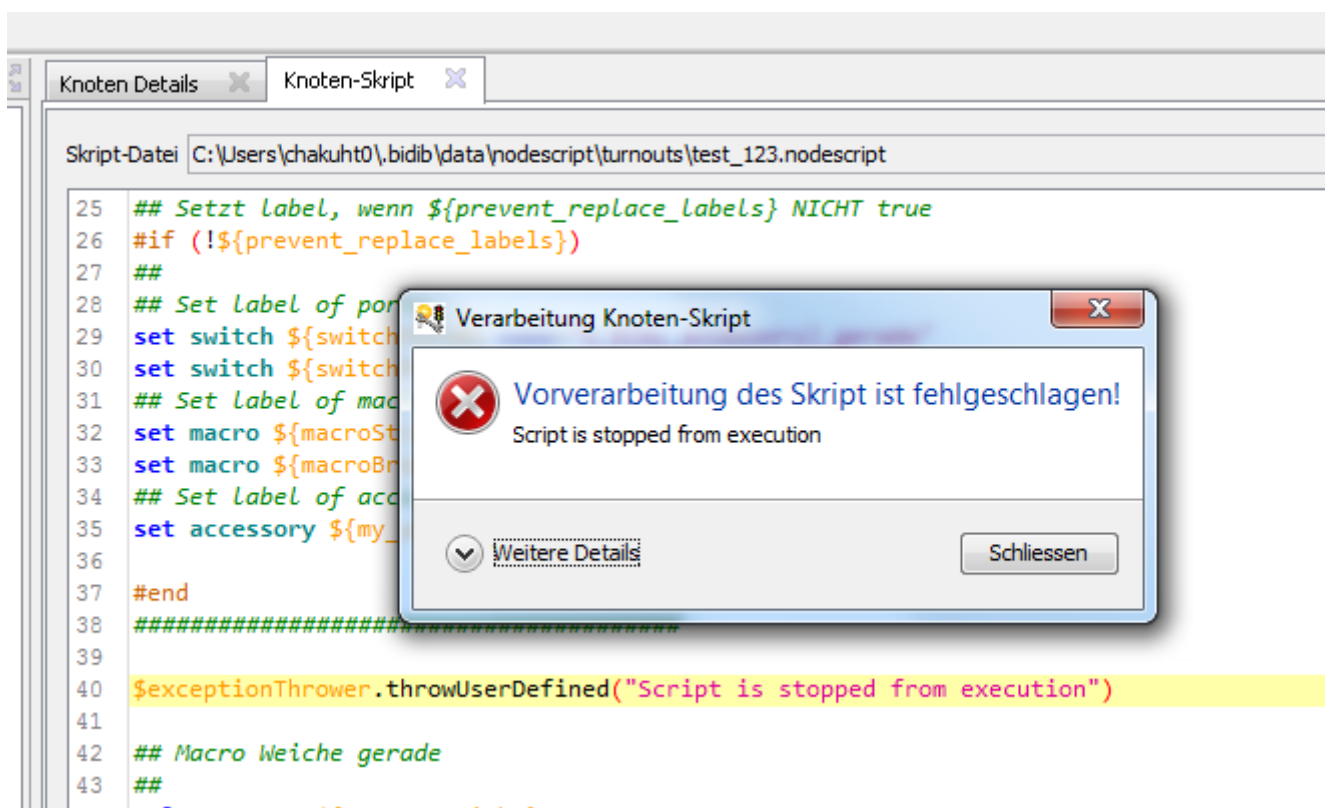 Knoten Details
Knoten-Skript
Skript-Datei C:\Users\chakuht0\.bidib\data\nodescript\turnouts\test_123.nodescript
25 ## Setzt label, wenn ${prevent_replace_labels} NICHT true
26 #if (!${prevent_replace_labels})
27 ##
28 ## Set label of por
29 set switch ${switch
30 set switch ${switch
31 ## Set label of mac
32 set macro ${macroSt
33 set macro ${macroBr
34 ## Set label of acc
35 set accessory ${my_
36
37 #end
38 #######################################
39
40 $exceptionThrower.throwUserDefined("Script is stopped from execution")
41
42 ## Macro Weiche gerade
43 ##
Verarbeitung Knoten-Skript
Vorverarbeitung des Skript ist fehlgeschlagen!
Script is stopped from execution
Weitere Details
Schliessen